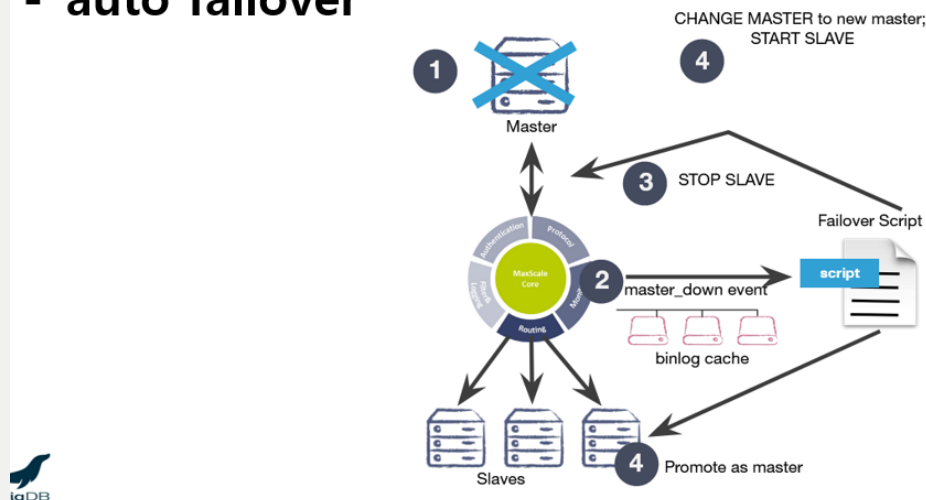 - auto failover
CHANGE MASTER to new master;
START SLAVE
4
1
Master
3
STOP SLAVE
Failover Script
Authentication
Protocol
MaxScale
Core
2
script
master_down event
Routing
binlog cache
4
Promote as master
Slaves